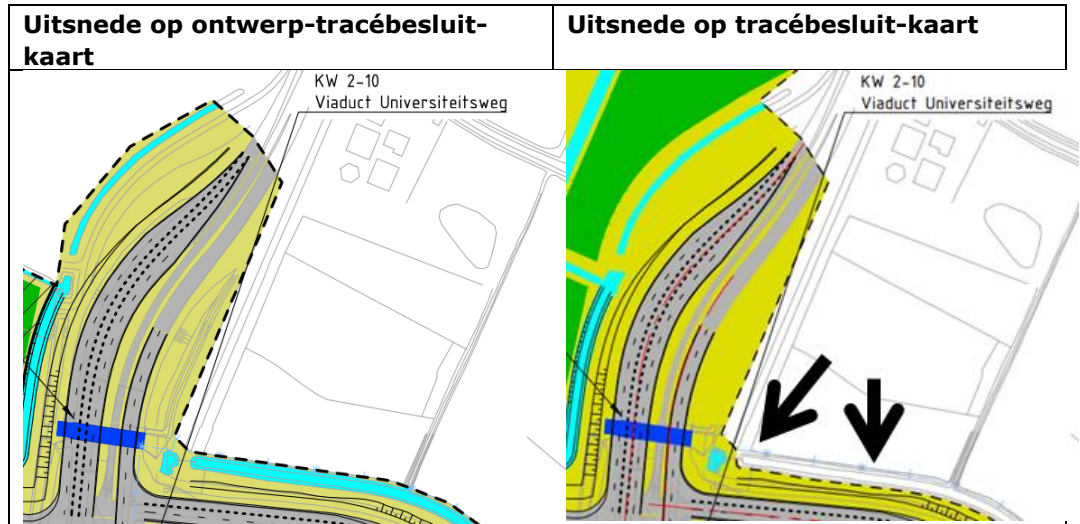 Uitsnede op ontwerp-tracébesluit-
kaart
Uitsnede op tracébesluit-kaart
KW 2-10
Viaduct Universiteitsweg
KW 2-10
Viaduct Universiteitsweg